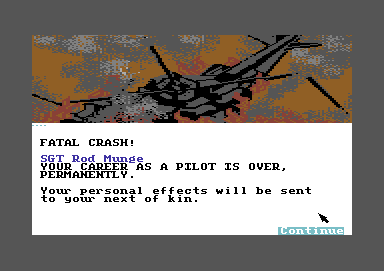 FATAL CRASH!
SGT Rod Munge
YOUR CAREER AS A PILOT IS OVER,
PERMANENTLY.
Your personal effects will be sent
to your next of kin.
Continue